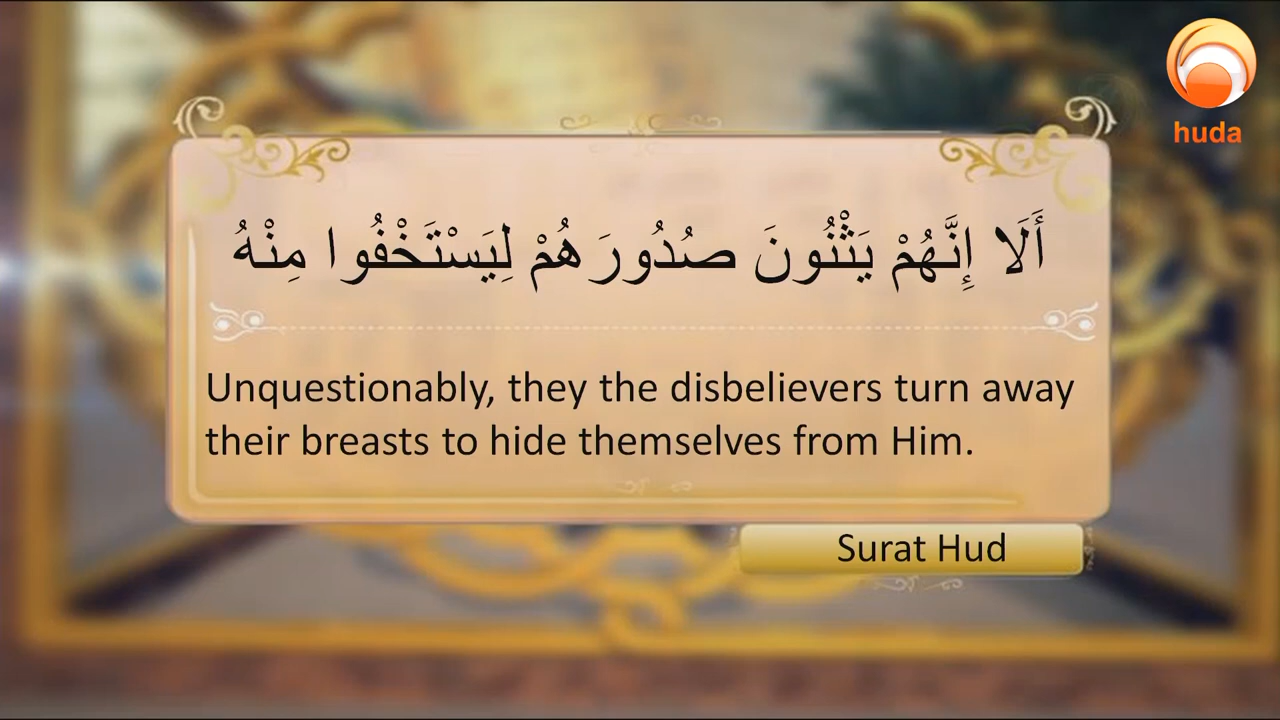 huda
أَلَا إِنَّهُمْ يَثْنُونَ صُدُورَهُمْ لِيَسْتَخْفُوا مِنْهُ
Unquestionably, they the disbelievers turn away
their breasts to hide themselves from Him.
Surat Hud